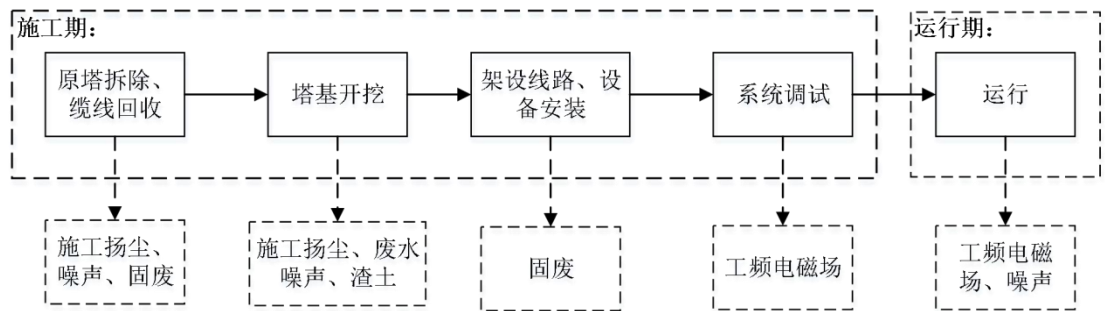 施工期：
运行期：
原塔拆除、
缆线回收
塔基开挖
架设线路、设
备安装
系统调试
运行
施工扬尘、
噪声、固废
施工扬尘、废水
噪声、渣土
固废
工频电磁场
工频电磁
场、噪声